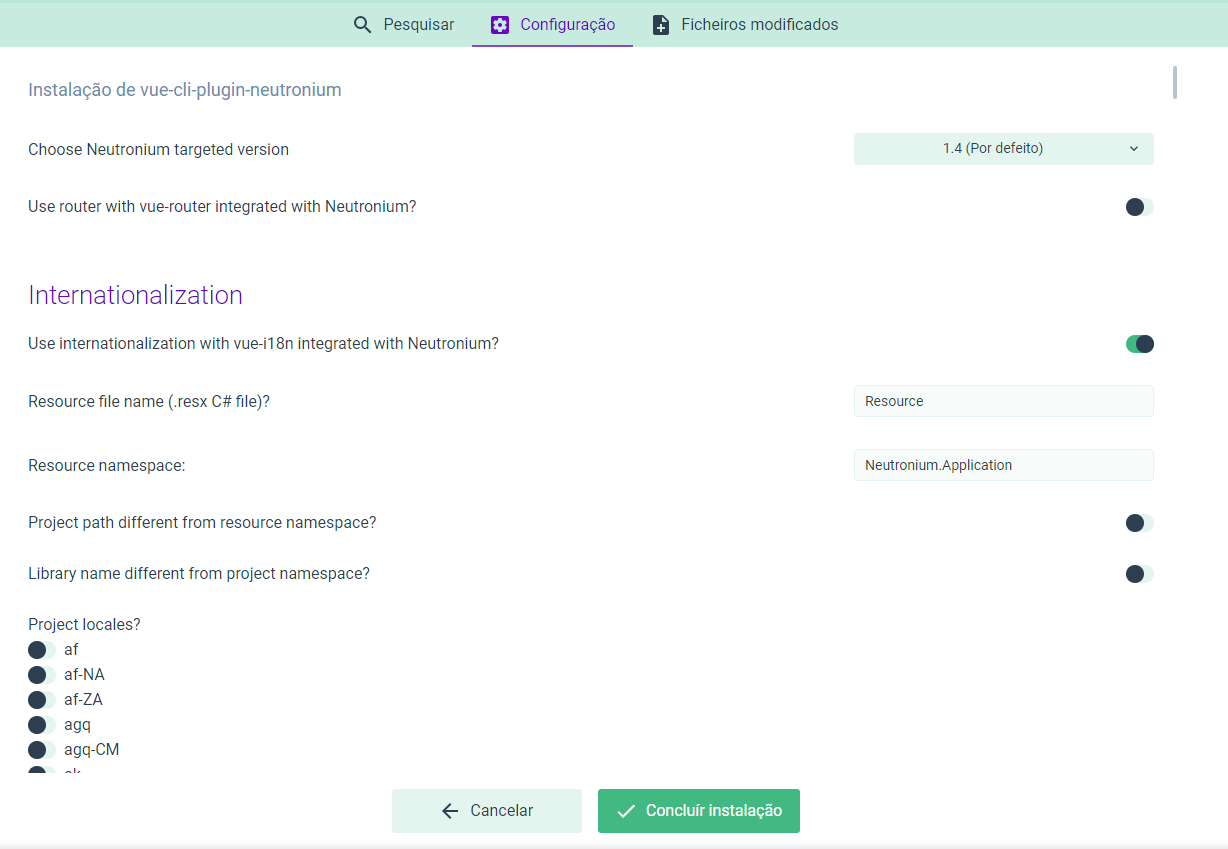 Pesquisar
Configuração
Ficheiros modificados
Instalação de vue-cli-plugin-neutronium
Choose Neutronium targeted version
1.4 (Por defeito)
Use router with vue-router integrated with Neutronium?
Internationalization
Use internationalization with vue-i18n integrated with Neutronium?
Resource file name (.resx C# file)?
Resource
Resource namespace:
Neutronium.Application
Project path different from resource namespace?
Library name different from project namespace?
Project locales?
af
af-NA
af-ZA
agq
agq-CM
Cancelar
Concluír instalação